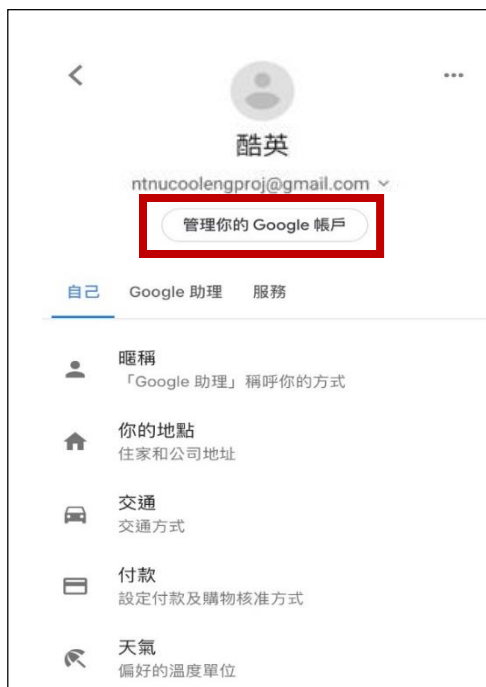 酷英
ntnucoolengproj@gmail.com
管理你的 Google 帳戶
自己 Google 助理 服務
暱稱
「Google 助理」稱呼你的方式
你的地點
住家和公司地址
交通
交通方式
付款
設定付款及購物核准方式
天氣
偏好的溫度單位